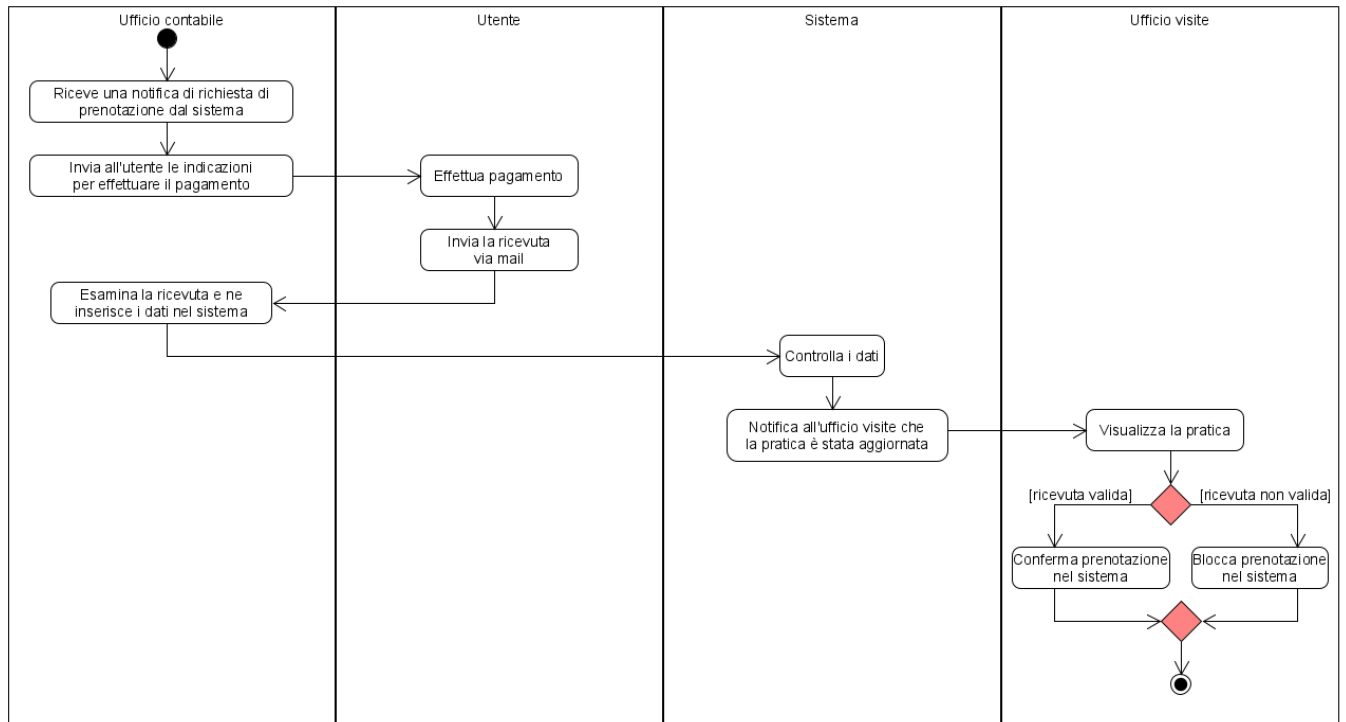 Ufficio contabile
Utente
Sistema
Ufficio visite
Riceve una notifica di richiesta di
prenotazione dal sistema
Invia all'utente le indicazioni
per effettuare il pagamento
Effettua pagamento
Invia la ricevuta
via mail
Esamina la ricevuta e ne
inserisce i dati nel sistema
Controlla i dati
Notifica all'ufficio visite che
la pratica è stata aggiornata
Visualizza la pratica
[ricevuta valida]
[ricevuta non valida]
Conferma prenotazione
nel sistema
Blocca prenotazione
nel sistema